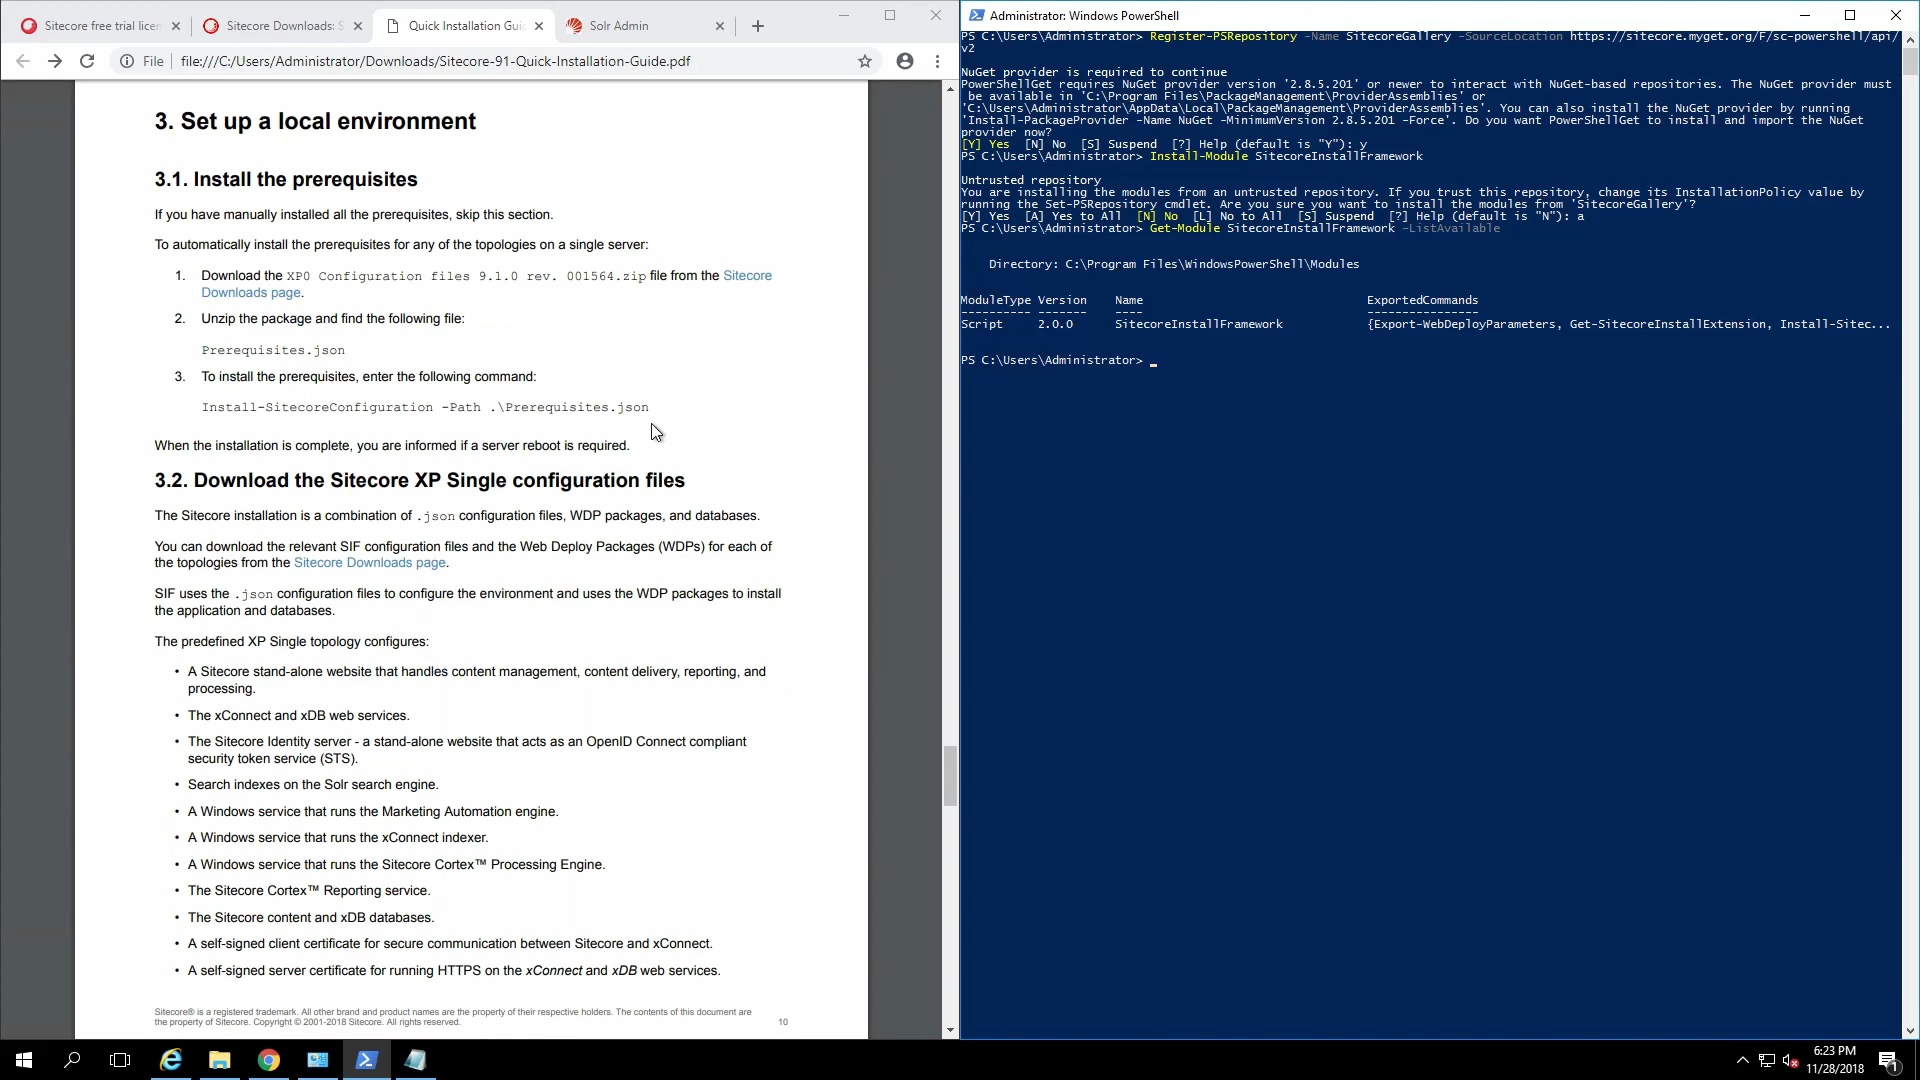 Sitecore free trial licen
Sitecore Downloads: S
Quick Installation Guid
Solr Admin
File
file:///C:/Users/Administrator/Downloads/Sitecore-91-Quick-Installation-Guide.pdf
3. Set up a local environment
3.1. Install the prerequisites
If you have manually installed all the prerequisites, skip this section.
To automatically install the prerequisites for any of the topologies on a single server:
1. Download the XP0 Configuration files 9.1.0 rev. 001564.zip file from the Sitecore
Downloads page.
2. Unzip the package and find the following file:
Prerequisites.json
3. To install the prerequisites, enter the following command:
Install-SitecoreConfiguration -Path .\Prerequisites.json
When the installation is complete, you are informed if a server reboot is required.
3.2. Download the Sitecore XP Single configuration files
The Sitecore installation is a combination of .json configuration files, WDP packages, and databases.
You can download the relevant SIF configuration files and the Web Deploy Packages (WDPs) for each of
the topologies from the Sitecore Downloads page.
SIF uses the .json configuration files to configure the environment and uses the WDP packages to install
the application and databases.
The predefined XP Single topology configures:
• A Sitecore stand-alone website that handles content management, content delivery, reporting, and
processing.
• The xConnect and xDB web services.
• The Sitecore Identity server - a stand-alone website that acts as an OpenID Connect compliant
security token service (STS).
• Search indexes on the Solr search engine.
• A Windows service that runs the Marketing Automation engine.
• A Windows service that runs the xConnect indexer.
• A Windows service that runs the Sitecore Cortex™ Processing Engine.
• The Sitecore Cortex™ Reporting service.
• The Sitecore content and xDB databases.
• A self-signed client certificate for secure communication between Sitecore and xConnect.
• A self-signed server certificate for running HTTPS on the xConnect and xDB web services.
Sitecore® is a registered trademark. All other brand and product names are the property of their respective holders. The contents of this document are
the property of Sitecore. Copyright © 2001-2018 Sitecore. All rights reserved.
10
Administrator: Windows PowerShell
PS C:\Users\Administrator> Register-PSRepository -Name SitecoreGallery -SourceLocation https://sitecore.myget.org/F/sc-powershell/api/
v2
NuGet provider is required to continue
PowerShellGet requires NuGet provider version '2.8.5.201' or newer to interact with NuGet-based repositories. The NuGet provider must
be available in 'C:\Program Files\PackageManagement\ProviderAssemblies' or
'C:\Users\Administrator\AppData\Local\PackageManagement\ProviderAssemblies'. You can also install the NuGet provider by running
'Install-PackageProvider -Name NuGet -MinimumVersion 2.8.5.201 -Force'. Do you want PowerShellGet to install and import the NuGet
provider now?
[Y] Yes [N] No [S] Suspend [?] Help (default is "Y"): y
PS C:\Users\Administrator> Install-Module SitecoreInstallFramework
Untrusted repository
You are installing the modules from an untrusted repository. If you trust this repository, change its InstallationPolicy value by
running the Set-PSRepository cmdlet. Are you sure you want to install the modules from 'SitecoreGallery'?
[Y] Yes [A] Yes to All [N] No [L] No to All [S] Suspend [?] Help (default is "N"): a
PS C:\Users\Administrator> Get-Module SitecoreInstallFramework -ListAvailable
Directory: C:\Program Files\WindowsPowerShell\Modules
ModuleType Version Name ExportedCommands
---------- ------- ---- ----------------
Script 2.0.0 SitecoreInstallFramework {Export-WebDeployParameters, Get-SitecoreInstallExtension, Install-Sitec...
PS C:\Users\Administrator> _
6:23 PM
11/28/2018
1